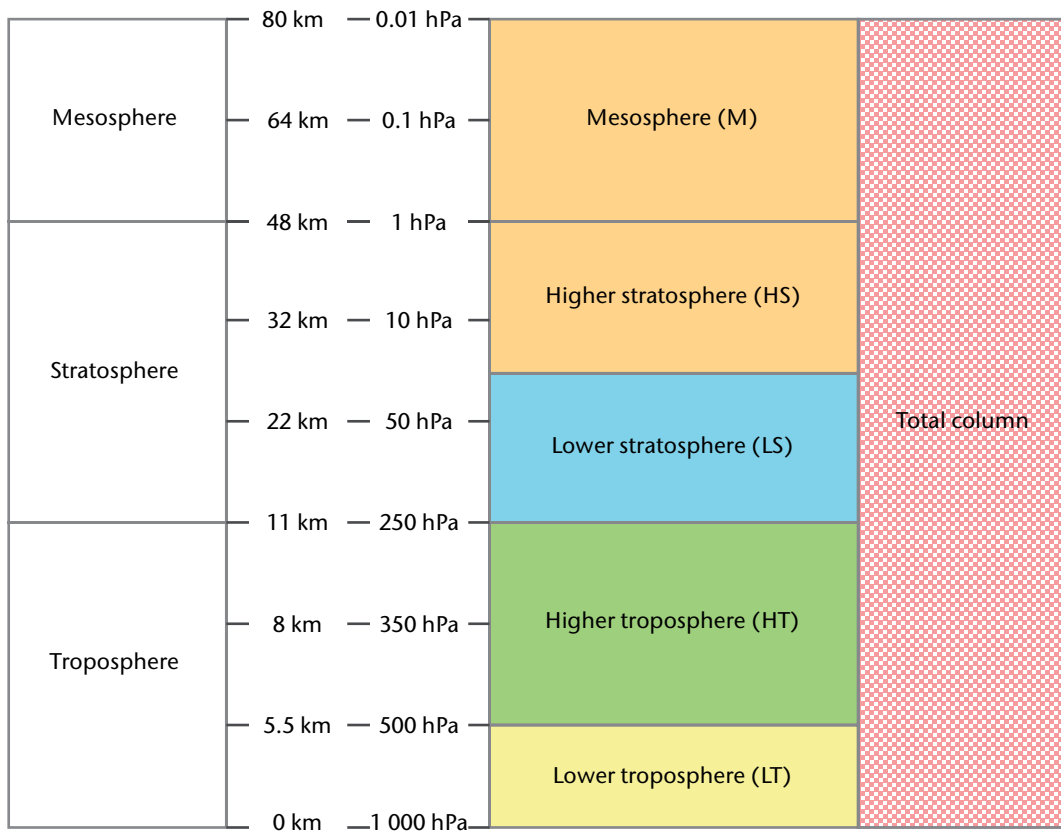 80 km 0.01 hPa
Mesosphere 64 km 0.1 hPa Mesosphere (M)
48 km 1 hPa
Higher stratosphere (HS)
32 km 10 hPa
Stratosphere
22 km 50 hPa Total column
Lower stratosphere (LS)
11 km 250 hPa
8 km 350 hPa Higher troposphere (HT)
Troposphere
5.5 km 500 hPa
Lower troposphere (LT)
0 km 1 000 hPa